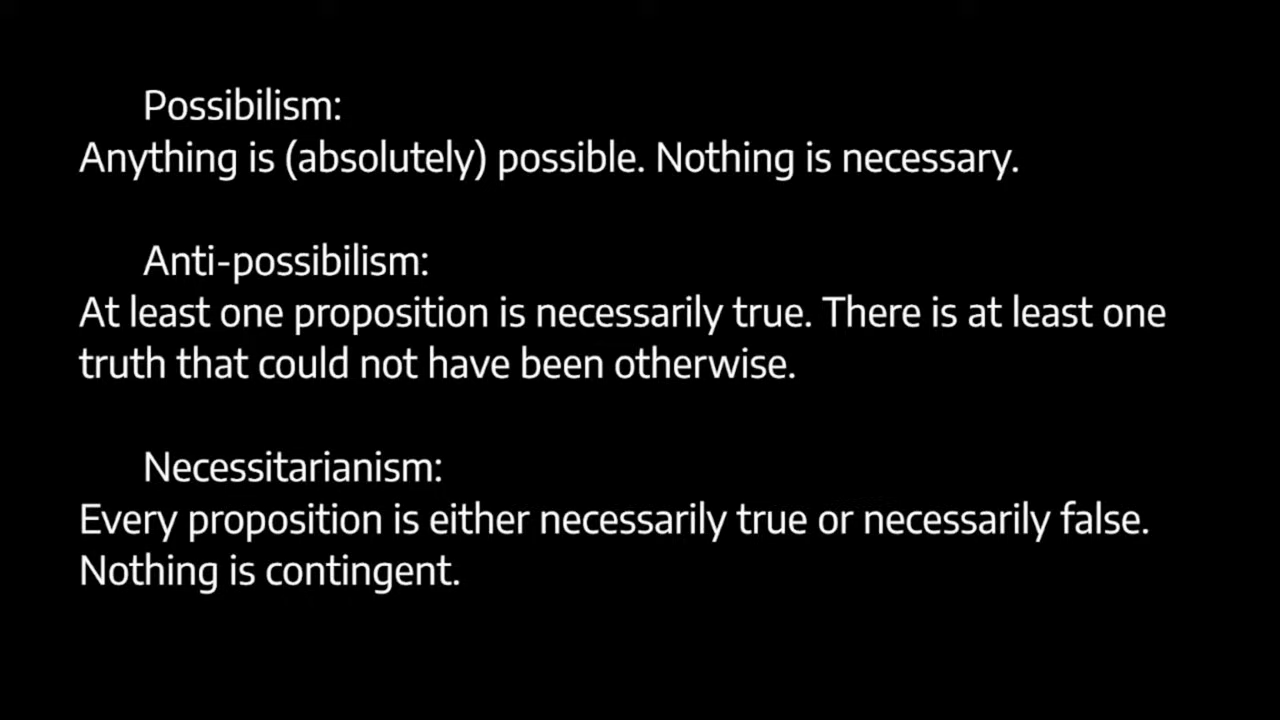 Possibilism:
Anything is (absolutely) possible. Nothing is necessary.
Anti-possibilism:
At least one proposition is necessarily true. There is at least one
truth that could not have been otherwise.
Necessitarianism:
Every proposition is either necessarily true or necessarily false.
Nothing is contingent.